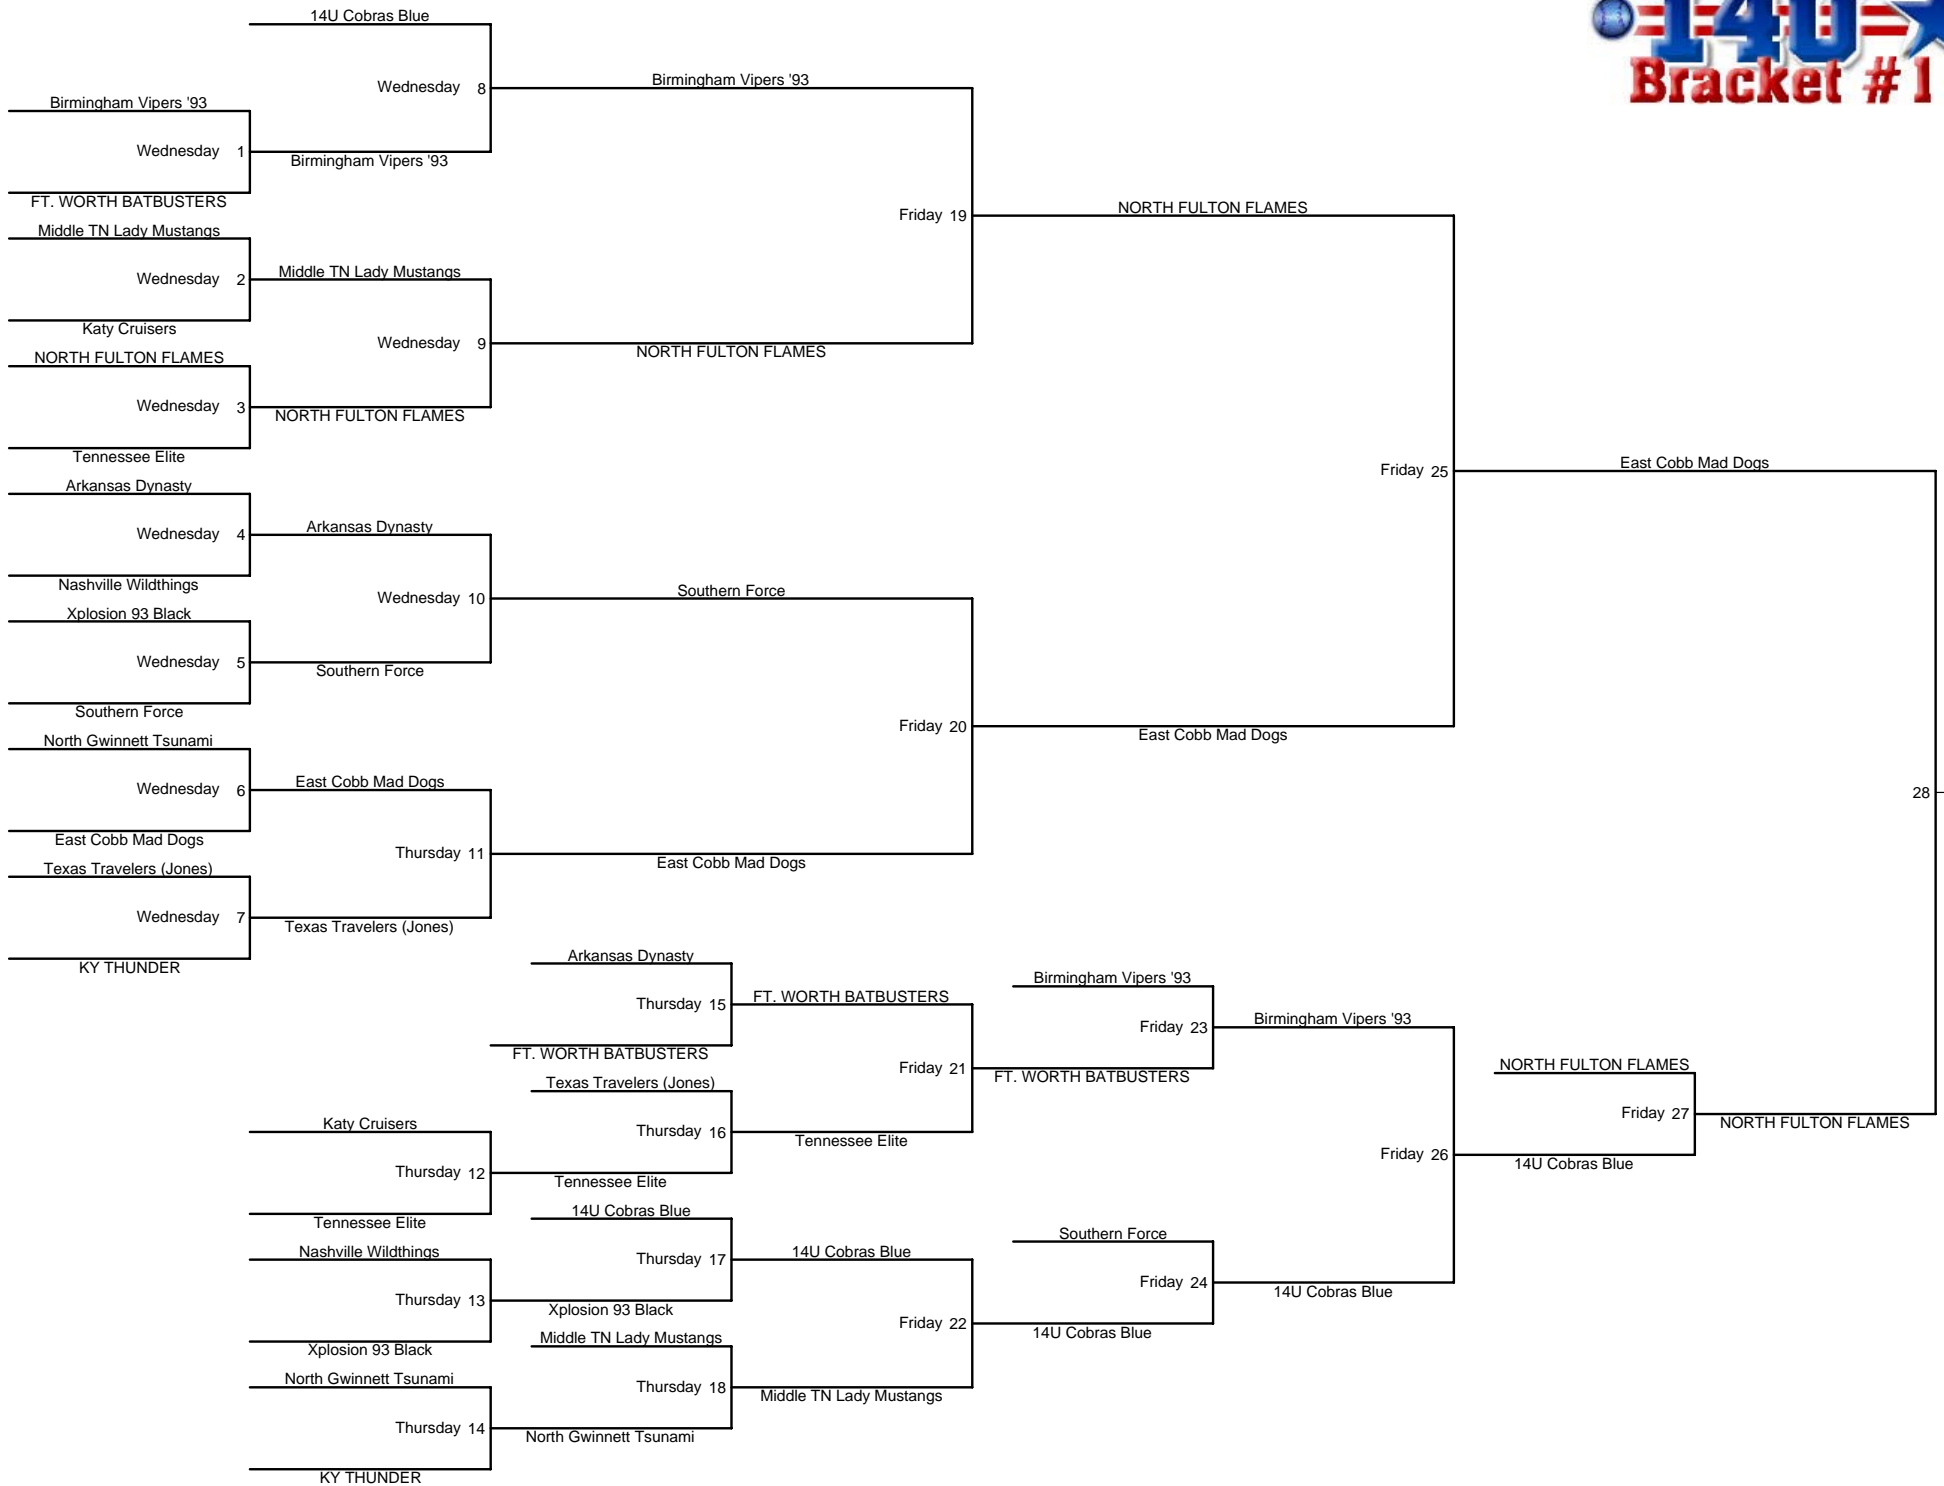 14U
Bracket #1
14U Cobras Blue
Wednesday 8
Birmingham Vipers '93
Birmingham Vipers '93
Wednesday 1
Birmingham Vipers '93
FT. WORTH BATBUSTERS
Friday 19
NORTH FULTON FLAMES
Middle TN Lady Mustangs
Wednesday 2
Middle TN Lady Mustangs
Katy Cruisers
Wednesday 9
NORTH FULTON FLAMES
NORTH FULTON FLAMES
Wednesday 3
NORTH FULTON FLAMES
Tennessee Elite
Friday 25
East Cobb Mad Dogs
Arkansas Dynasty
Wednesday 4
Arkansas Dynasty
Nashville Wildthings
Wednesday 10
Southern Force
Xplosion 93 Black
Wednesday 5
Southern Force
Southern Force
Friday 20
East Cobb Mad Dogs
North Gwinnett Tsunami
Wednesday 6
East Cobb Mad Dogs
East Cobb Mad Dogs
28
Thursday 11
East Cobb Mad Dogs
Texas Travelers (Jones)
Wednesday 7
Texas Travelers (Jones)
KY THUNDER
Arkansas Dynasty
Thursday 15
FT. WORTH BATBUSTERS
FT. WORTH BATBUSTERS
Birmingham Vipers '93
Friday 23
Birmingham Vipers '93
Friday 21
FT. WORTH BATBUSTERS
NORTH FULTON FLAMES
Friday 27
NORTH FULTON FLAMES
Texas Travelers (Jones)
Thursday 16
Tennessee Elite
Katy Cruisers
Thursday 12
Tennessee Elite
Tennessee Elite
Friday 26
14U Cobras Blue
14U Cobras Blue
Thursday 17
14U Cobras Blue
Nashville Wildthings
Thursday 13
Xplosion 93 Black
Xplosion 93 Black
Southern Force
Friday 24
14U Cobras Blue
Friday 22
14U Cobras Blue
Middle TN Lady Mustangs
Thursday 18
Middle TN Lady Mustangs
North Gwinnett Tsunami
Thursday 14
North Gwinnett Tsunami
KY THUNDER